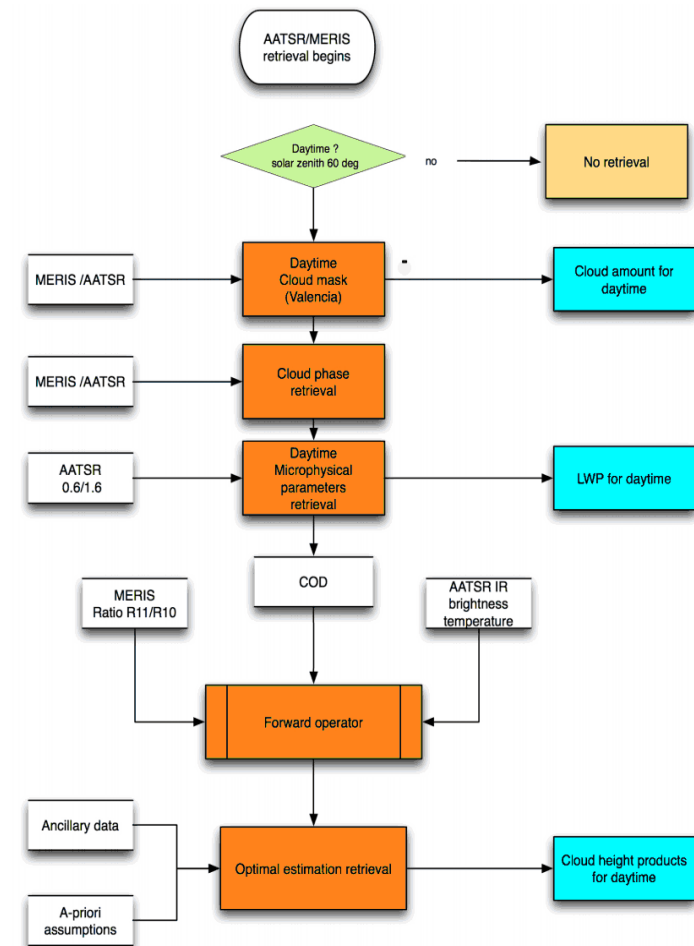 AATSR/MERIS
retrieval begins
Daytime ?
solar zenith 60 deg
no
No retrieval
MERIS /AATSR
Daytime
Cloud mask
(Valencia)
-
Cloud amount for
daytime
MERIS /AATSR
Cloud phase
retrieval
AATSR
0.6/1.6
Daytime
Microphysical
parameters
retrieval
LWP for daytime
MERIS
Ratio R11/R10
COD
AATSR IR
brightness
temperature
Forward operator
Ancillary data
A-priori
assumptions
Optimal estimation retrieval
Cloud height products
for daytime